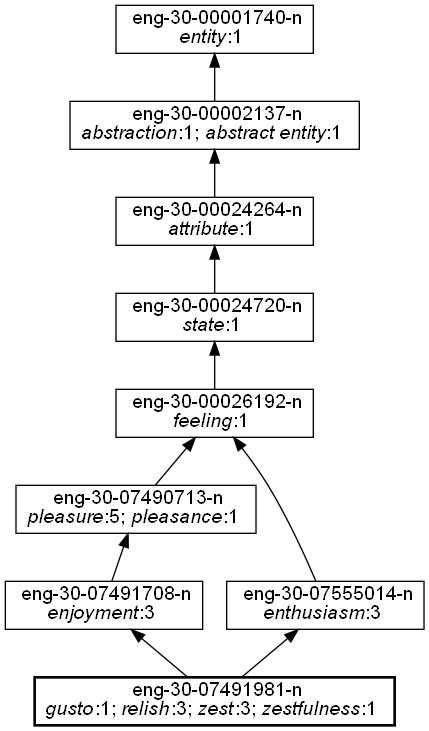 eng-30-00001740-n
entity:1
eng-30-00002137-n
abstraction:1; abstract entity:1
eng-30-00024264-n
attribute:1
eng-30-00024720-n
state:1
eng-30-00026192-n
feeling:1
eng-30-07490713-n
pleasure:5; pleasance:1
eng-30-07491708-n
enjoyment:3
eng-30-07555014-n
enthusiasm:3
eng-30-07491981-n
gusto:1; relish:3; zest:3; zestfulness:1